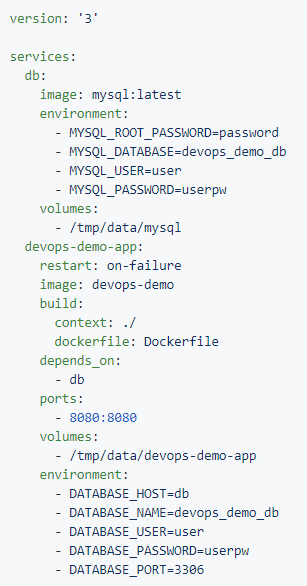 version: '3'

services:
  db:
    image: mysql:latest
    environment:
      - MYSQL_ROOT_PASSWORD=password
      - MYSQL_DATABASE=devops_demo_db
      - MYSQL_USER=user
      - MYSQL_PASSWORD=userpw
    volumes:
      - /tmp/data/mysql
  devops-demo-app:
    restart: on-failure
    image: devops-demo
    build:
      context: ./
      dockerfile: Dockerfile
    depends_on:
      - db
    ports:
      - 8080:8080
    volumes:
      - /tmp/data/devops-demo-app
    environment:
      - DATABASE_HOST=db
      - DATABASE_NAME=devops_demo_db
      - DATABASE_USER=user
      - DATABASE_PASSWORD=userpw
      - DATABASE_PORT=3306